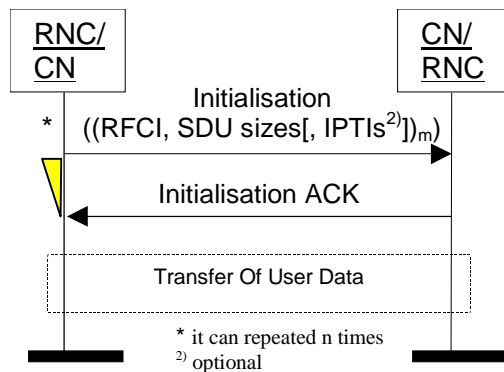 RNC/
CN
CN/
RNC
Initialisation
* ((RFCI, SDU sizes[, IPTIs2)])m)
Initialisation ACK
Transfer Of User Data
* it can repeated n times
2) optional